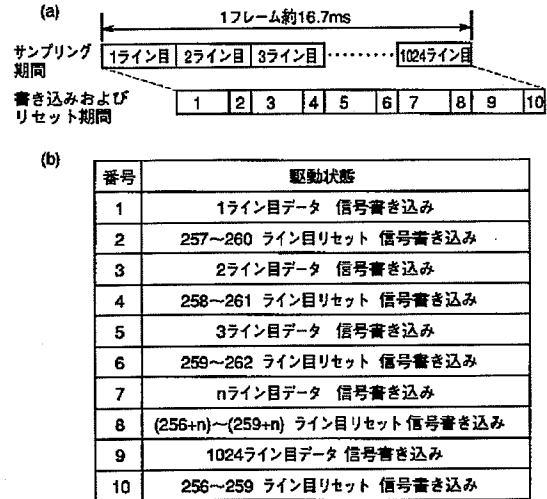 (a)
1フレーム約16.7ms
サンプリング
期間
1ライン目 2ライン目 3ライン目 ········· 1024ライン目
書き込みおよび
リセット期間
1 2 3 4 5 6 7 8 9 10
(b)
番号 駆動状態
1 1ライン目データ 信号書き込み
2 257〜260 ライン目リセット 信号書き込み
3 2ライン目データ 信号書き込み
4 258〜261 ライン目リセット 信号書き込み
5 3ライン目データ 信号書き込み
6 259〜262 ライン目リセット 信号書き込み
7 nライン目データ 信号書き込み
8 (256+n)〜(259+n) ライン目リセット 信号書き込み
9 1024ライン目データ 信号書き込み
10 256〜259 ライン目リセット 信号書き込み